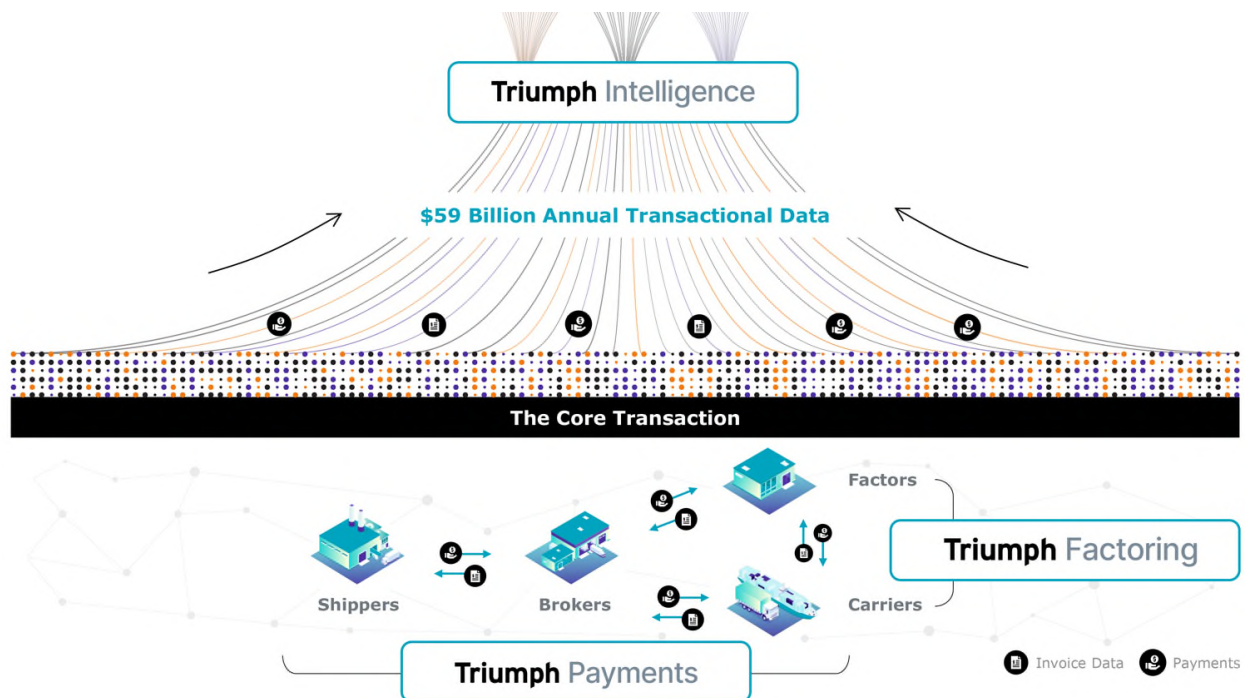 Triumph Intelligence
$59 Billion Annual Transactional Data
The Core Transaction
Factors
Triumph Factoring
Shippers
Brokers
Carriers
Triumph Payments
Invoice Data
Payments